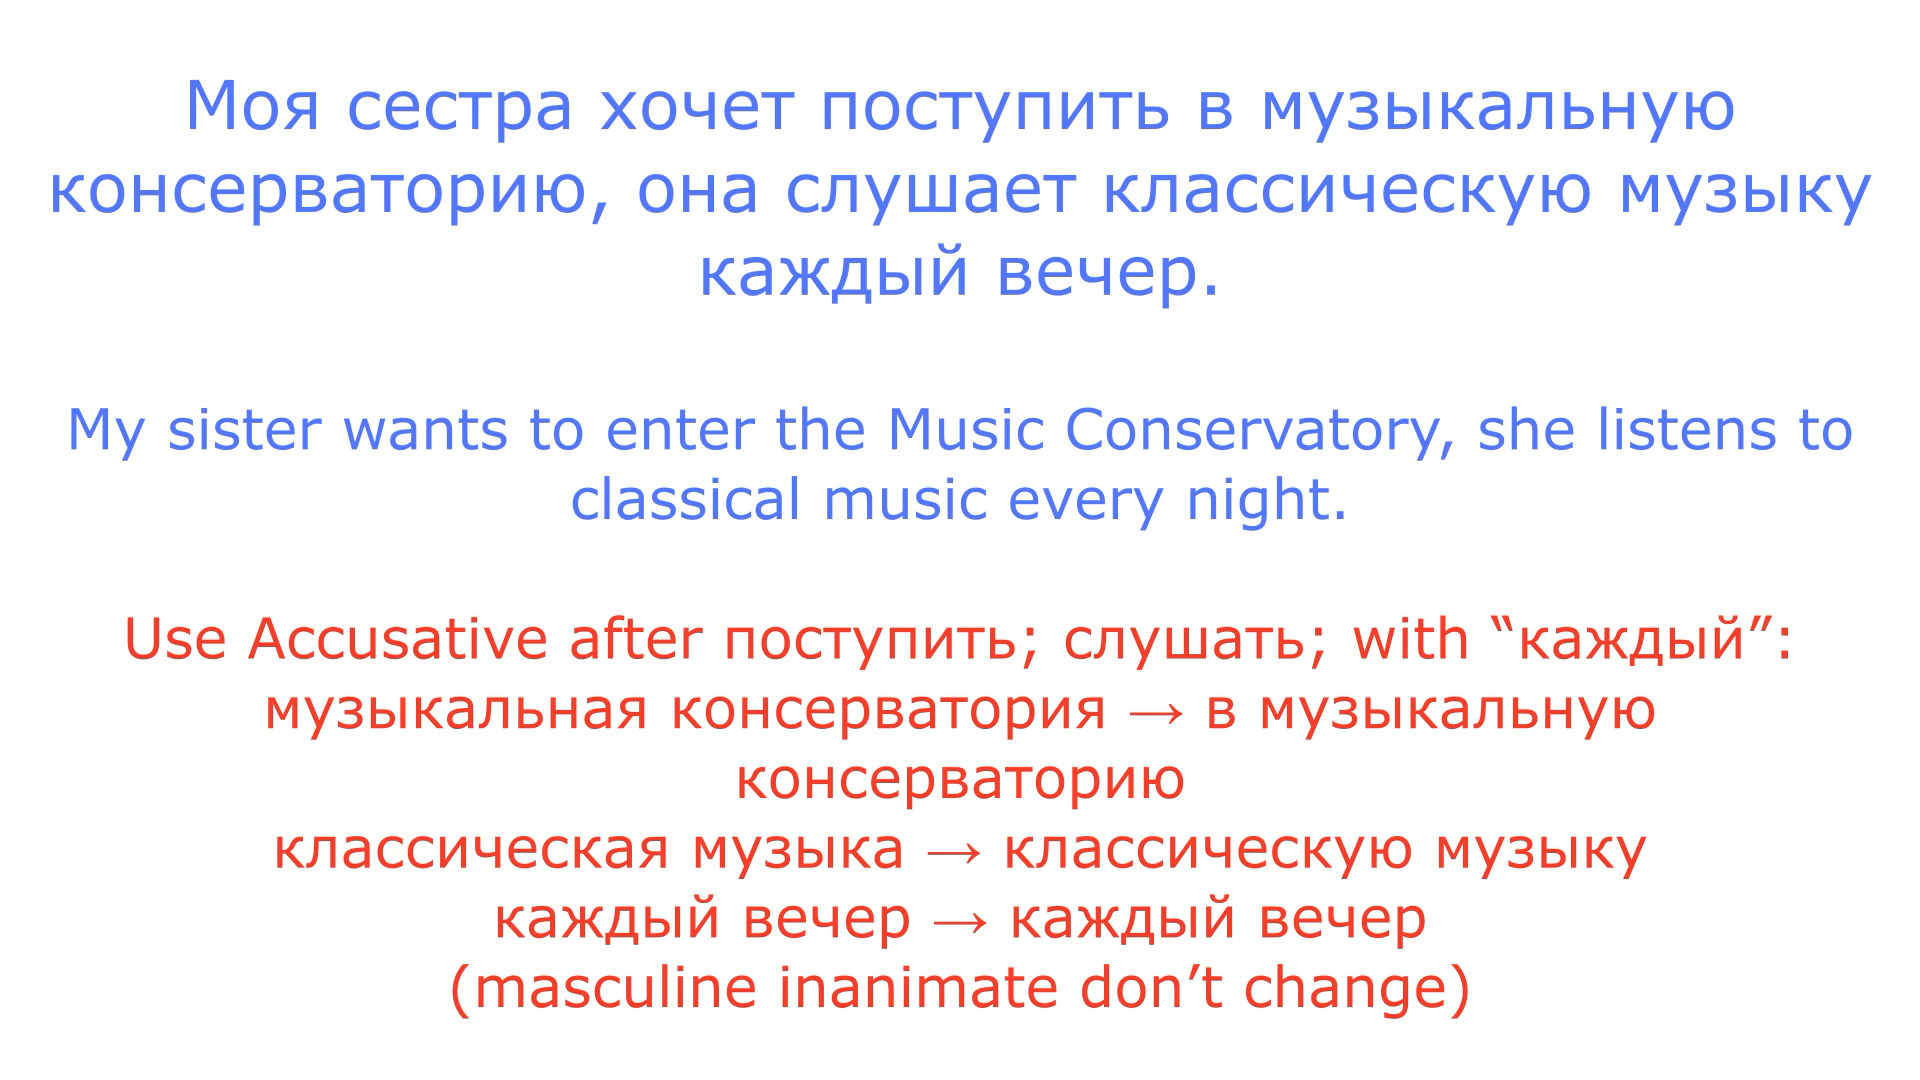 Моя сестра хочет поступить в музыкальную
консерваторию, она слушает классическую музыку
каждый вечер.
My sister wants to enter the Music Conservatory, she listens to
classical music every night.
Use Accusative after поступить; слушать; with “каждый”:
музыкальная консерватория → в музыкальную
консерваторию
классическая музыка → классическую музыку
каждый вечер → каждый вечер
(masculine inanimate don’t change)